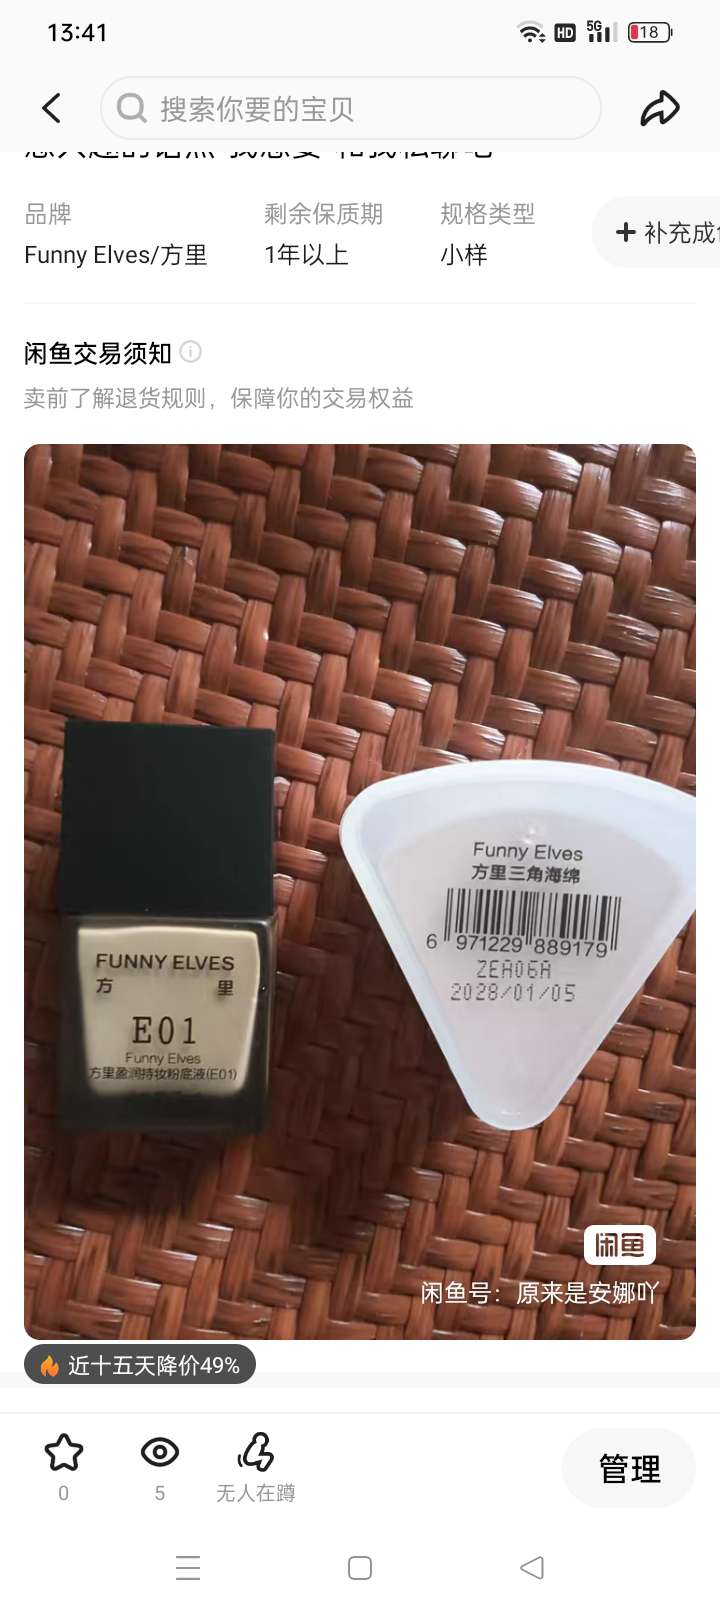 13:41
HD
5G
18
搜索你要的宝贝
品牌
剩余保质期
规格类型
Funny Elves/方里
1年以上
小样
+ 补充成
闲鱼交易须知
卖前了解退货规则，保障你的交易权益
FUNNY ELVES
方 里
E01
Funny Elves
方里盈润持妆粉底液(E01)
Funny Elves
方里三角海绵
6 971229 889179
ZEA06A
2028/01/05
闲鱼
闲鱼号：原来是安娜吖
近十五天降价49%
0
5
无人在蹲
管理